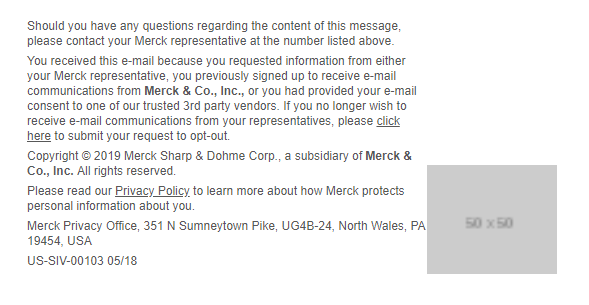 Should you have any questions regarding the content of this message,
please contact your Merck representative at the number listed above.
You received this e-mail because you requested information from either
your Merck representative, you previously signed up to receive e-mail
communications from Merck & Co., Inc., or you had provided your e-mail
consent to one of our trusted 3rd party vendors. If you no longer wish to
receive e-mail communications from your representatives, please click
here to submit your request to opt-out.
Copyright © 2019 Merck Sharp & Dohme Corp., a subsidiary of Merck &
Co., Inc. All rights reserved.
Please read our Privacy Policy to learn more about how Merck protects
personal information about you.
Merck Privacy Office, 351 N Sumneytown Pike, UG4B-24, North Wales, PA
19454, USA
US-SIV-00103 05/18
50 x 50